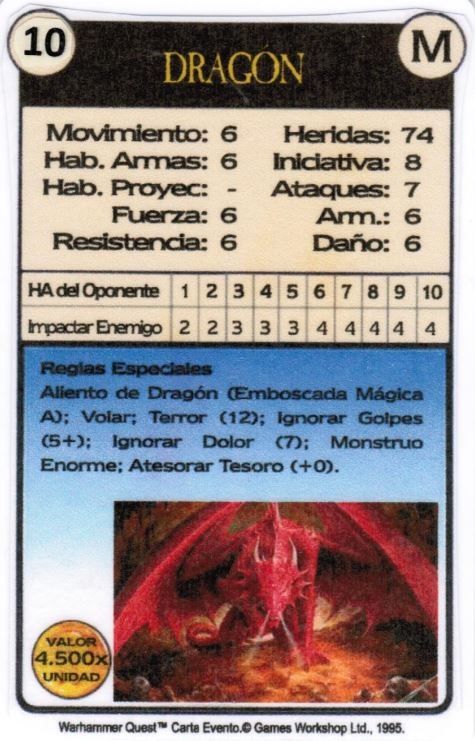 10
M
DRAGÓN
Movimiento: 6 Heridas: 74
Hab. Armas: 6 Iniciativa: 8
Hab. Proyec: - Ataques: 7
Fuerza: 6 Arm.: 6
Resistencia: 6 Daño: 6
HA del Oponente 1 2 3 4 5 6 7 8 9 10
Impactar Enemigo 2 2 3 3 3 4 4 4 4 4
Reglas Especiales
Aliento de Dragón (Emboscada Mágica
A); Volar; Terror (12); Ignorar Golpes
(5+); Ignorar Dolor (7); Monstruo
Enorme; Atesorar Tesoro (+0).
VALOR
4.500x
UNIDAD
Warhammer Quest™ Carta Evento.© Games Workshop Ltd., 1995.